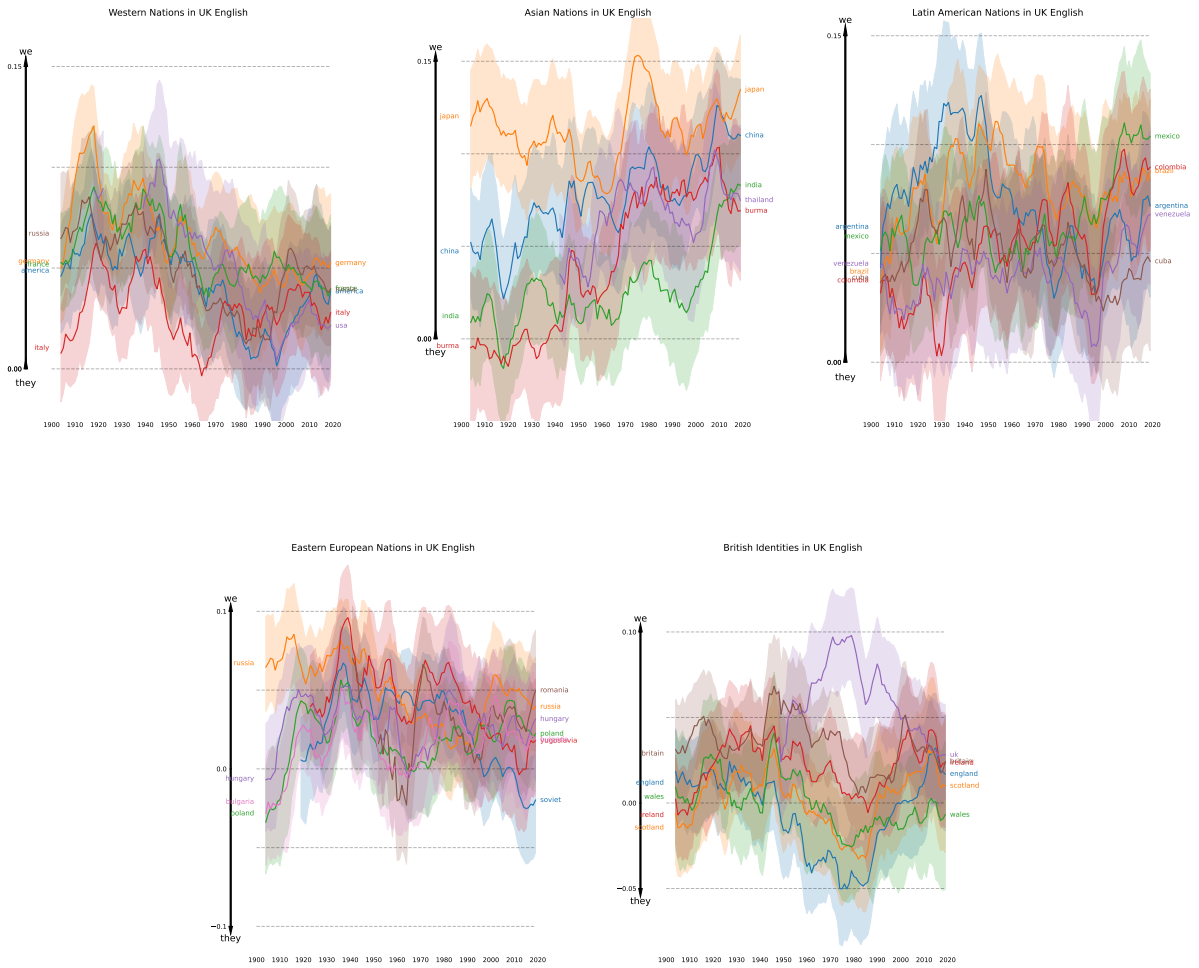 Western Nations in UK English
we
0.15
russia
germany
france
america
italy
0.00
they
germany
france
america
italy
usa
1900 1910 1920 1930 1940 1950 1960 1970 1980 1990 2000 2010 2020
Asian Nations in UK English
we
0.15
japan
china
india
burma
0.00
they
japan
china
india
thailand
burma
1900 1910 1920 1930 1940 1950 1960 1970 1980 1990 2000 2010 2020
Latin American Nations in UK English
we
0.15
argentina
mexico
venezuela
brazil
cuba
colombia
0.00
they
mexico
colombia
brazil
argentina
venezuela
cuba
1900 1910 1920 1930 1940 1950 1960 1970 1980 1990 2000 2010 2020
Eastern European Nations in UK English
we
0.1
russia
0.0
hungary
bulgaria
poland
−0.1
they
romania
russia
hungary
poland
yugoslavia
soviet
1900 1910 1920 1930 1940 1950 1960 1970 1980 1990 2000 2010 2020
British Identities in UK English
we
0.10
britain
england
wales
0.00
ireland
scotland
−0.05
they
uk
britain
ireland
england
scotland
wales
1900 1910 1920 1930 1940 1950 1960 1970 1980 1990 2000 2010 2020